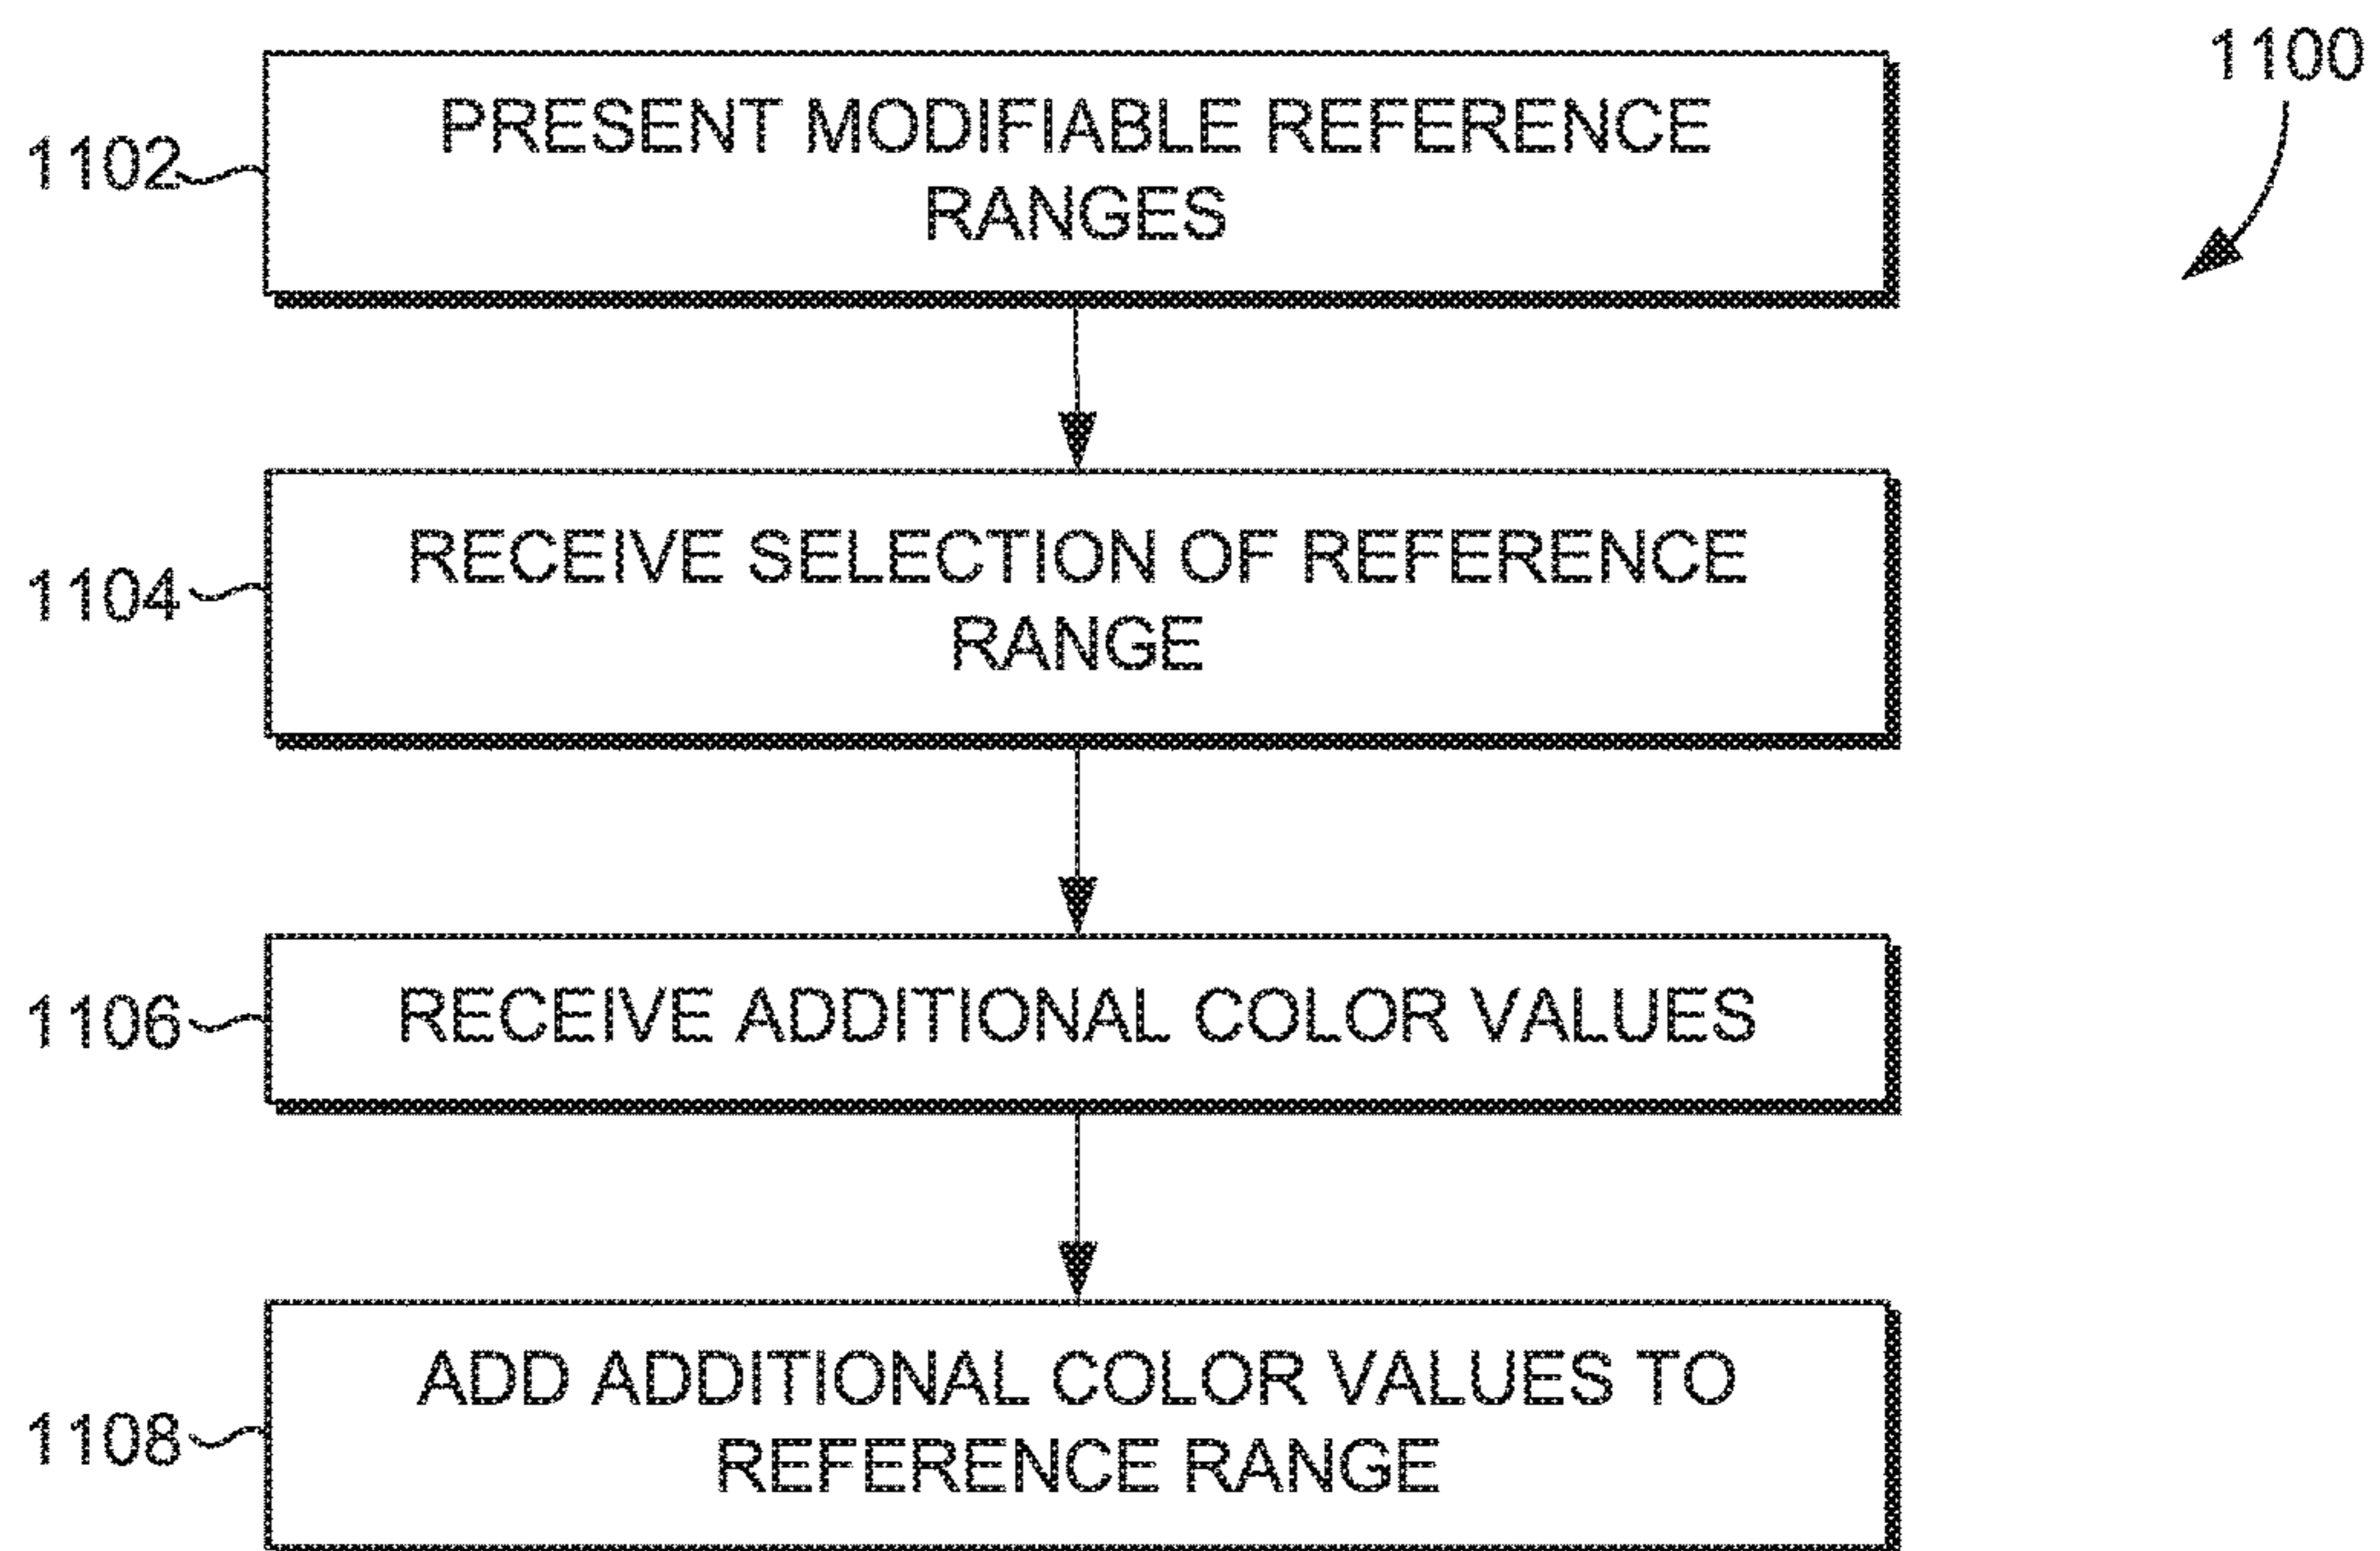 1100
1102
PRESENT MODIFIABLE REFERENCE
RANGES
1104
RECEIVE SELECTION OF REFERENCE
RANGE
1106
RECEIVE ADDITIONAL COLOR VALUES
1108
ADD ADDITIONAL COLOR VALUES TO
REFERENCE RANGE